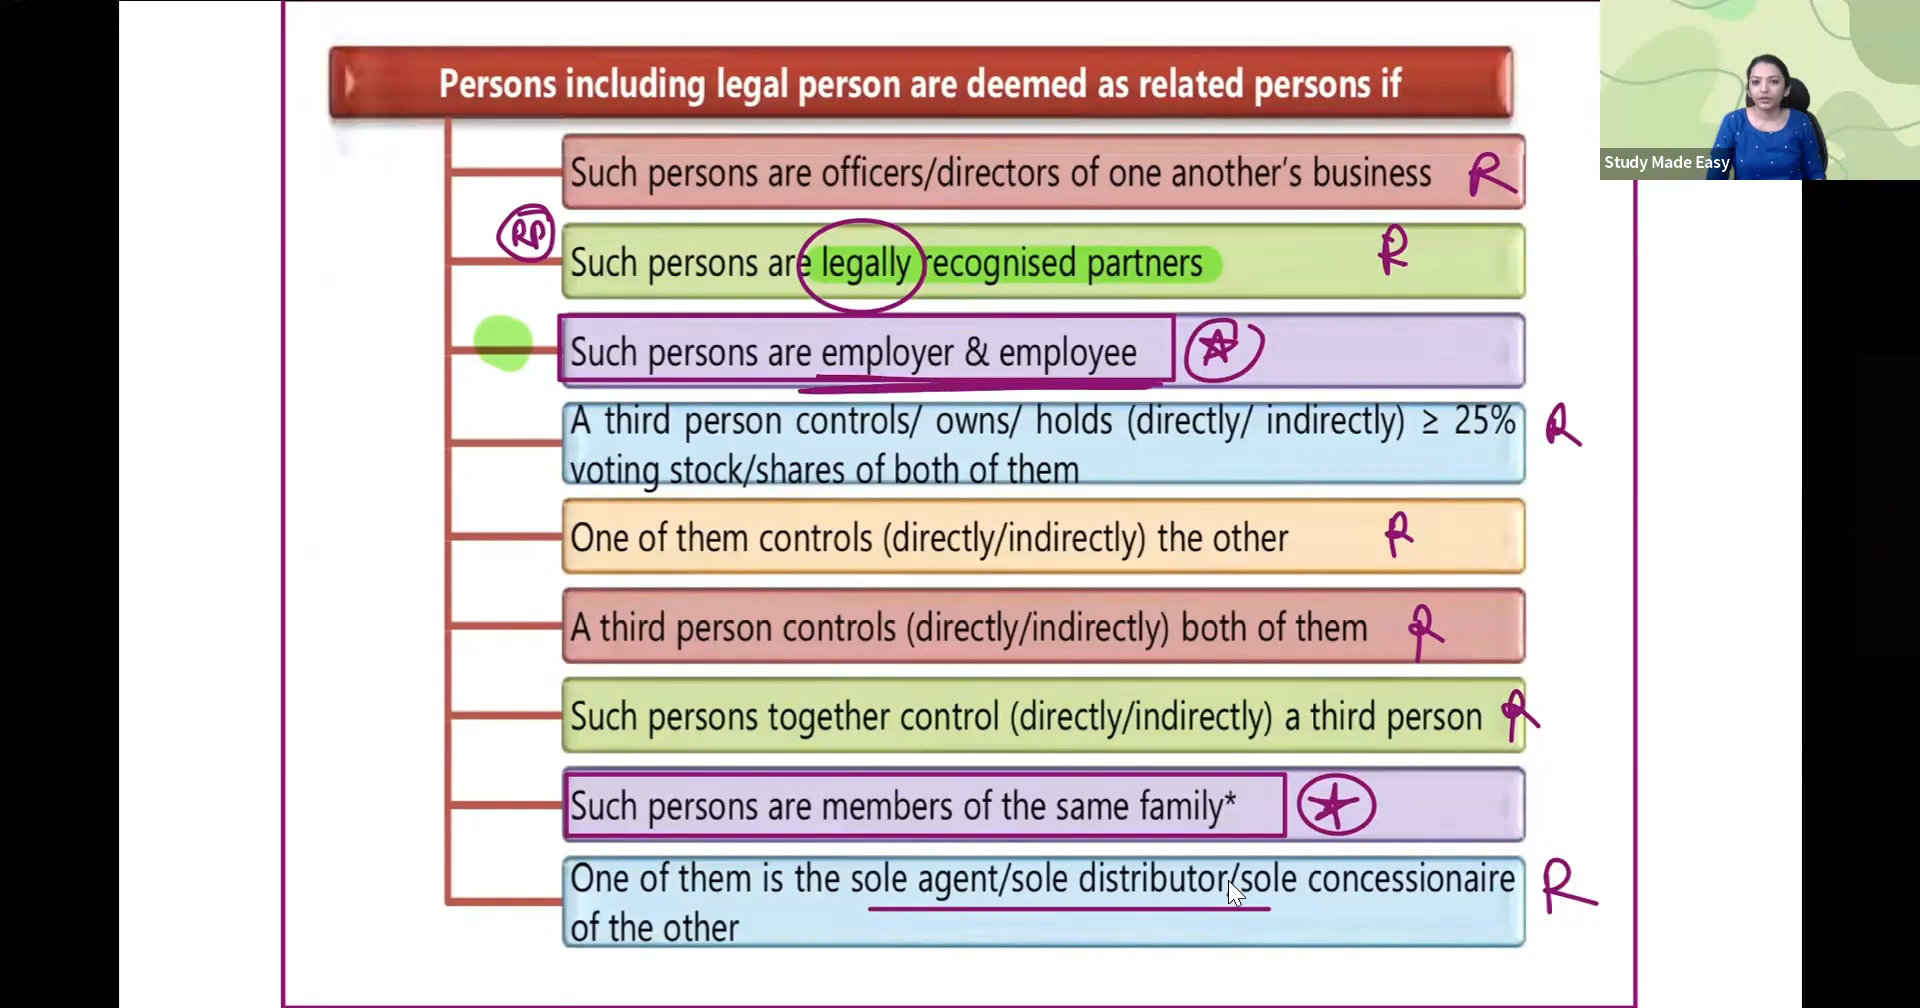 Persons including legal person are deemed as related persons if
Study Made Easy
Such persons are officers/directors of one another's business R
RP
Such persons are legally recognised partners R
Such persons are employer & employee
A third person controls/ owns/ holds (directly/ indirectly) ≥ 25% R
voting stock/shares of both of them
One of them controls (directly/indirectly) the other R
A third person controls (directly/indirectly) both of them R
Such persons together control (directly/indirectly) a third person R
Such persons are members of the same family*
One of them is the sole agent/sole distributor/sole concessionaire R
of the other